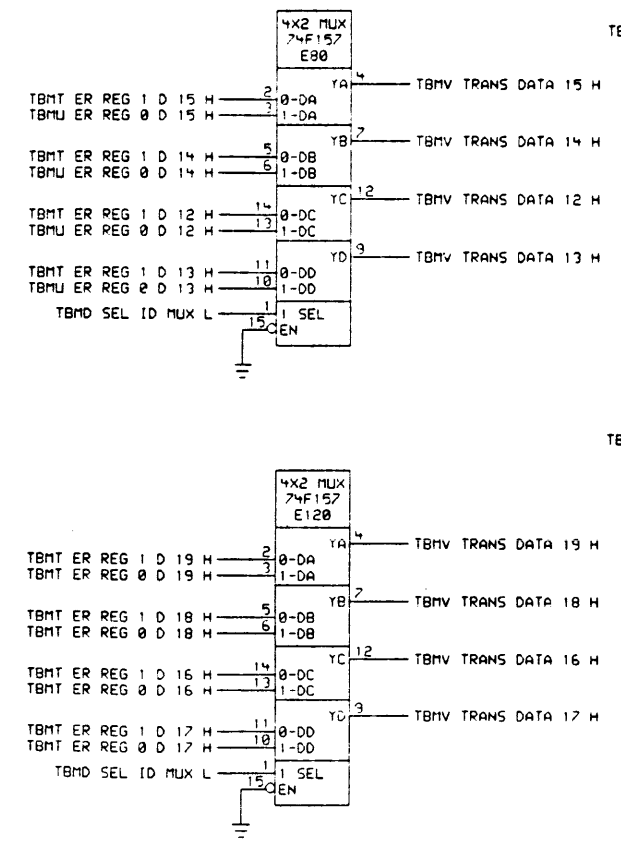 4X2 MUX
74F157
E80
TB
YA 4 TBMV TRANS DATA 15 H
TBMT ER REG 1 D 15 H 2 0-DA
TBMU ER REG 0 D 15 H 3 1-DA
YB 7 TBMV TRANS DATA 14 H
TBMT ER REG 1 D 14 H 5 0-DB
TBMU ER REG 0 D 14 H 6 1-DB
YC 12 TBMV TRANS DATA 12 H
TBMT ER REG 1 D 12 H 14 0-DC
TBMU ER REG 0 D 12 H 13 1-DC
YD 9 TBMV TRANS DATA 13 H
TBMT ER REG 1 D 13 H 11 0-DD
TBMU ER REG 0 D 13 H 10 1-DD
TBMD SEL ID MUX L 1 1 SEL
15 EN
TB
4X2 MUX
74F157
E120
YA 4 TBMV TRANS DATA 19 H
TBMT ER REG 1 D 19 H 2 0-DA
TBMT ER REG 0 D 19 H 3 1-DA
YB 7 TBMV TRANS DATA 18 H
TBMT ER REG 1 D 18 H 5 0-DB
TBMT ER REG 0 D 18 H 6 1-DB
YC 12 TBMV TRANS DATA 16 H
TBMT ER REG 1 D 16 H 14 0-DC
TBMT ER REG 0 D 16 H 13 1-DC
YD 9 TBMV TRANS DATA 17 H
TBMT ER REG 1 D 17 H 11 0-DD
TBMT ER REG 0 D 17 H 10 1-DD
TBMD SEL ID MUX L 1 1 SEL
15 EN